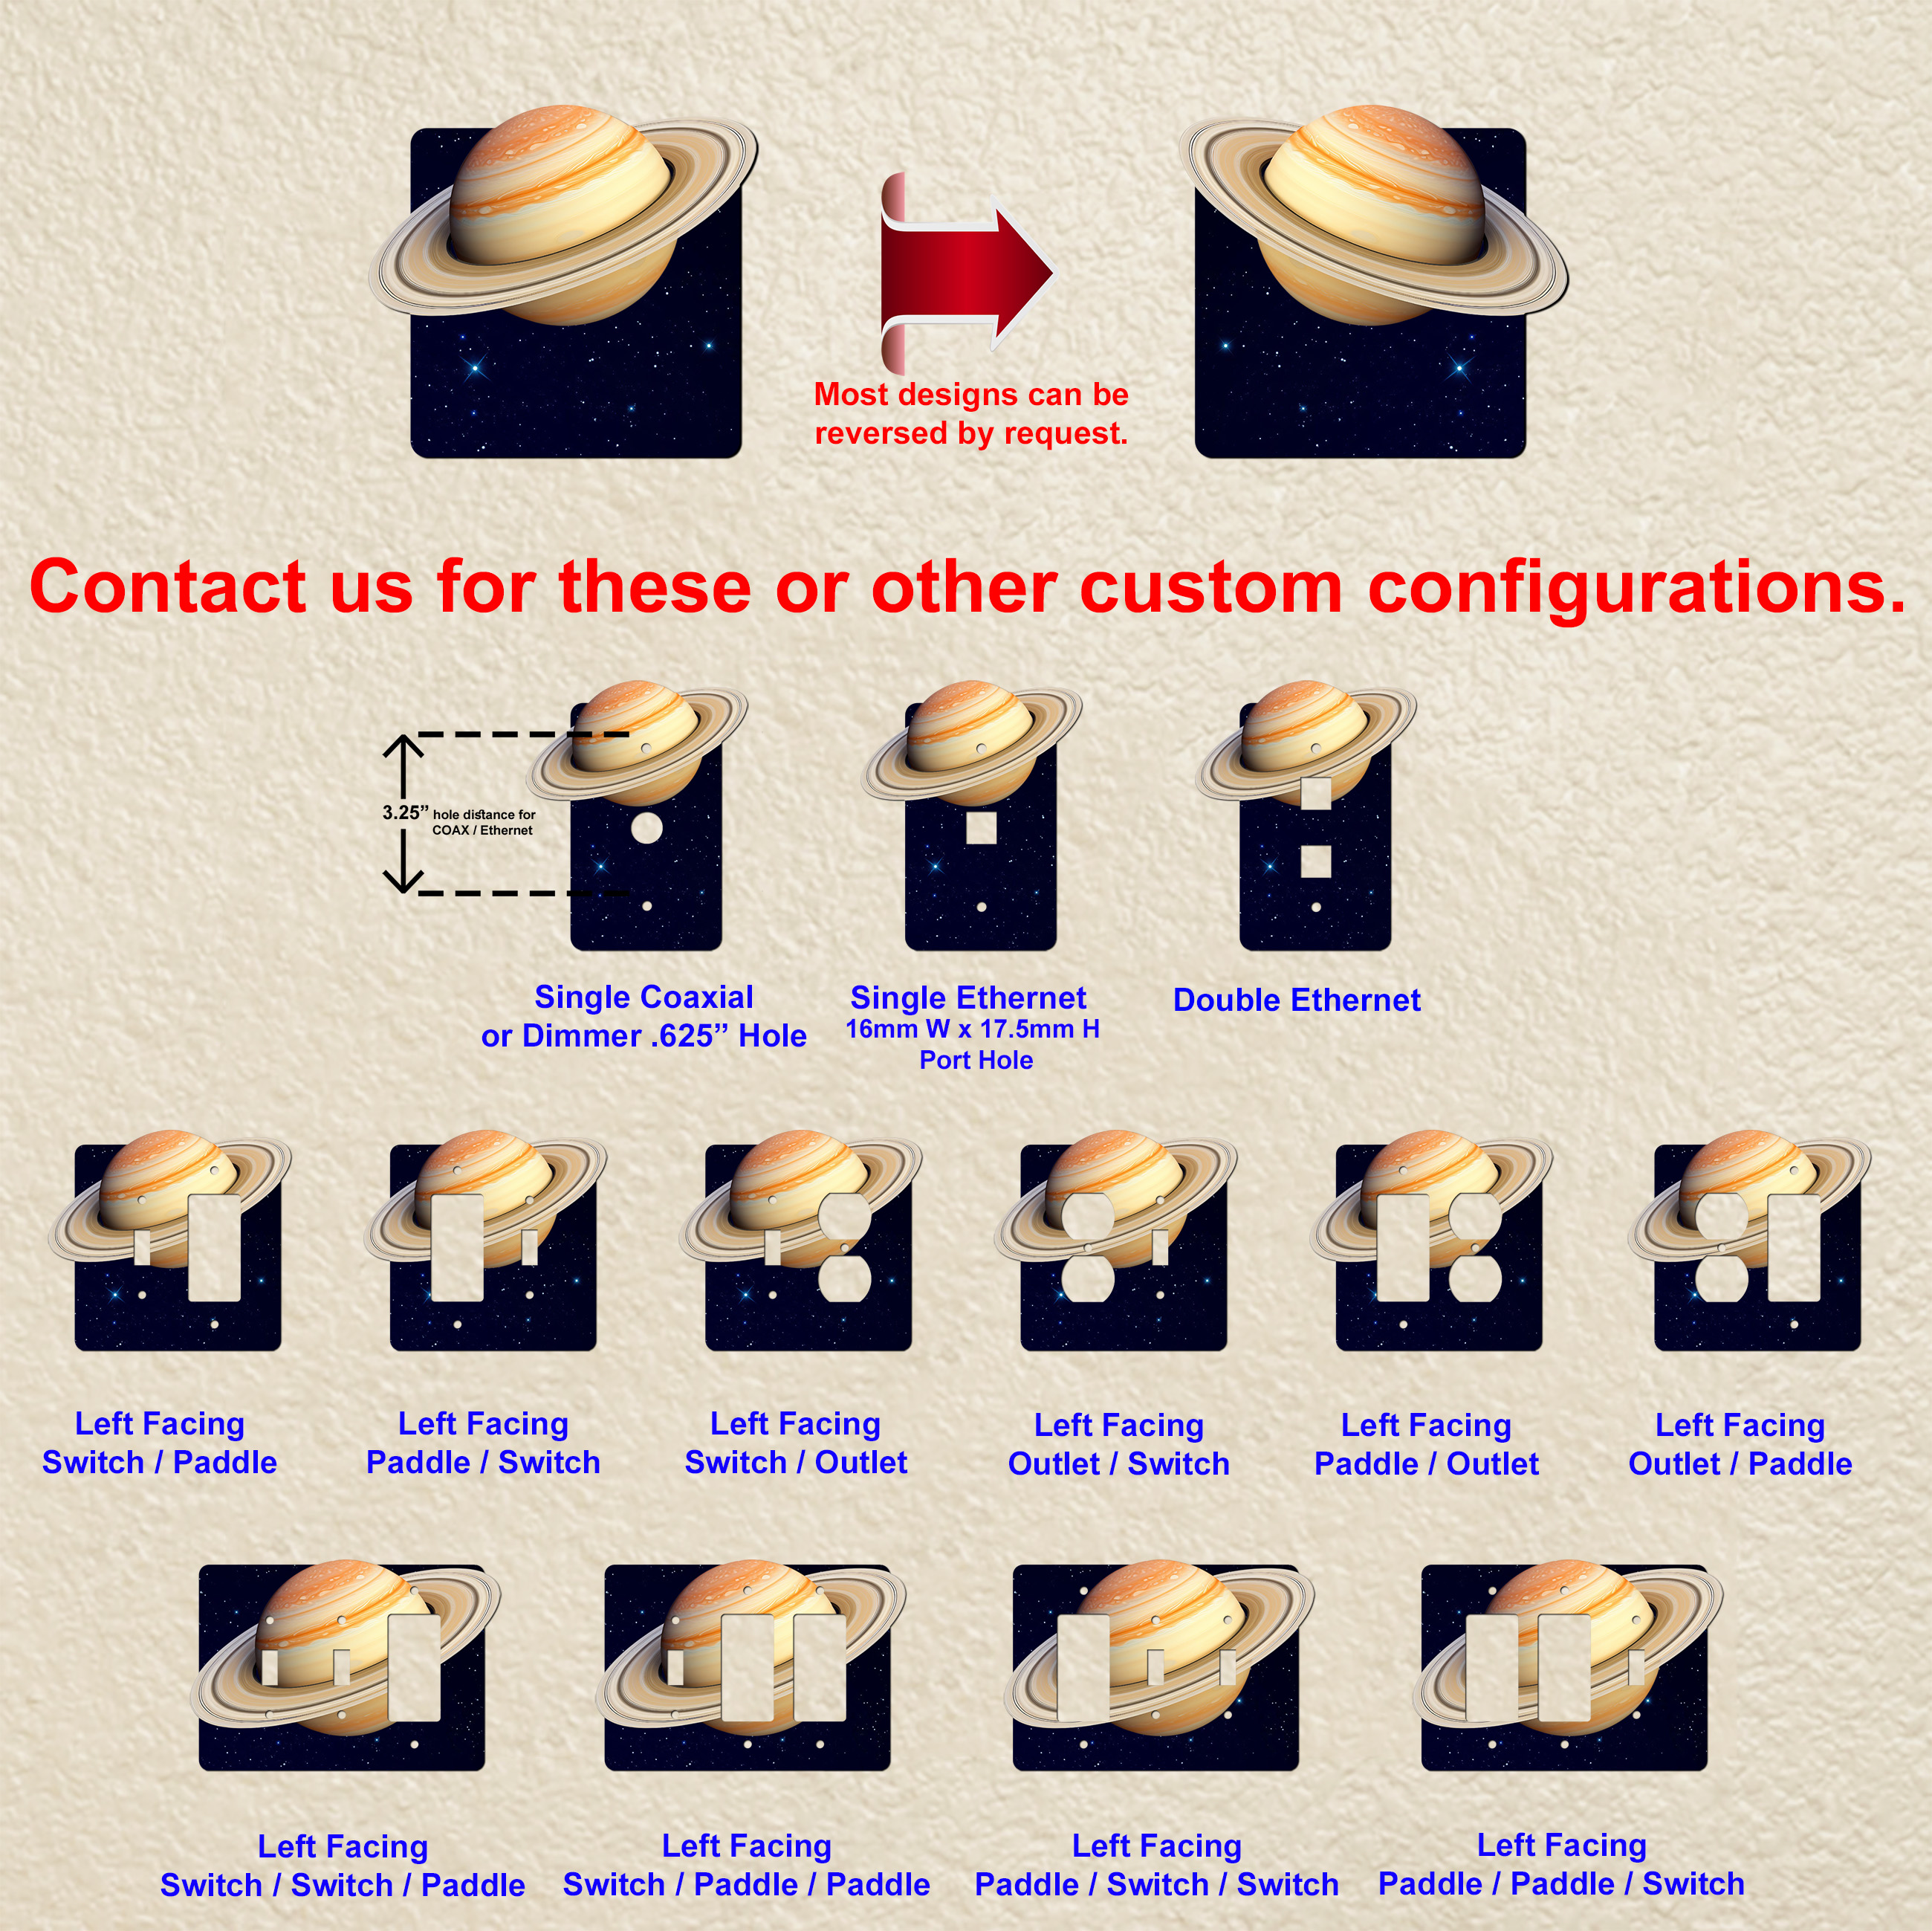 Most designs can be
reversed by request.
Contact us for these or other custom configurations.
3.25” hole distance for
COAX / Ethernet
Single Coaxial
or Dimmer .625” Hole
Single Ethernet
16mm W x 17.5mm H
Port Hole
Double Ethernet
Left Facing
Switch / Paddle
Left Facing
Paddle / Switch
Left Facing
Switch / Outlet
Left Facing
Outlet / Switch
Left Facing
Paddle / Outlet
Left Facing
Outlet / Paddle
Left Facing
Switch / Switch / Paddle
Left Facing
Switch / Paddle / Paddle
Left Facing
Paddle / Switch / Switch
Left Facing
Paddle / Paddle / Switch